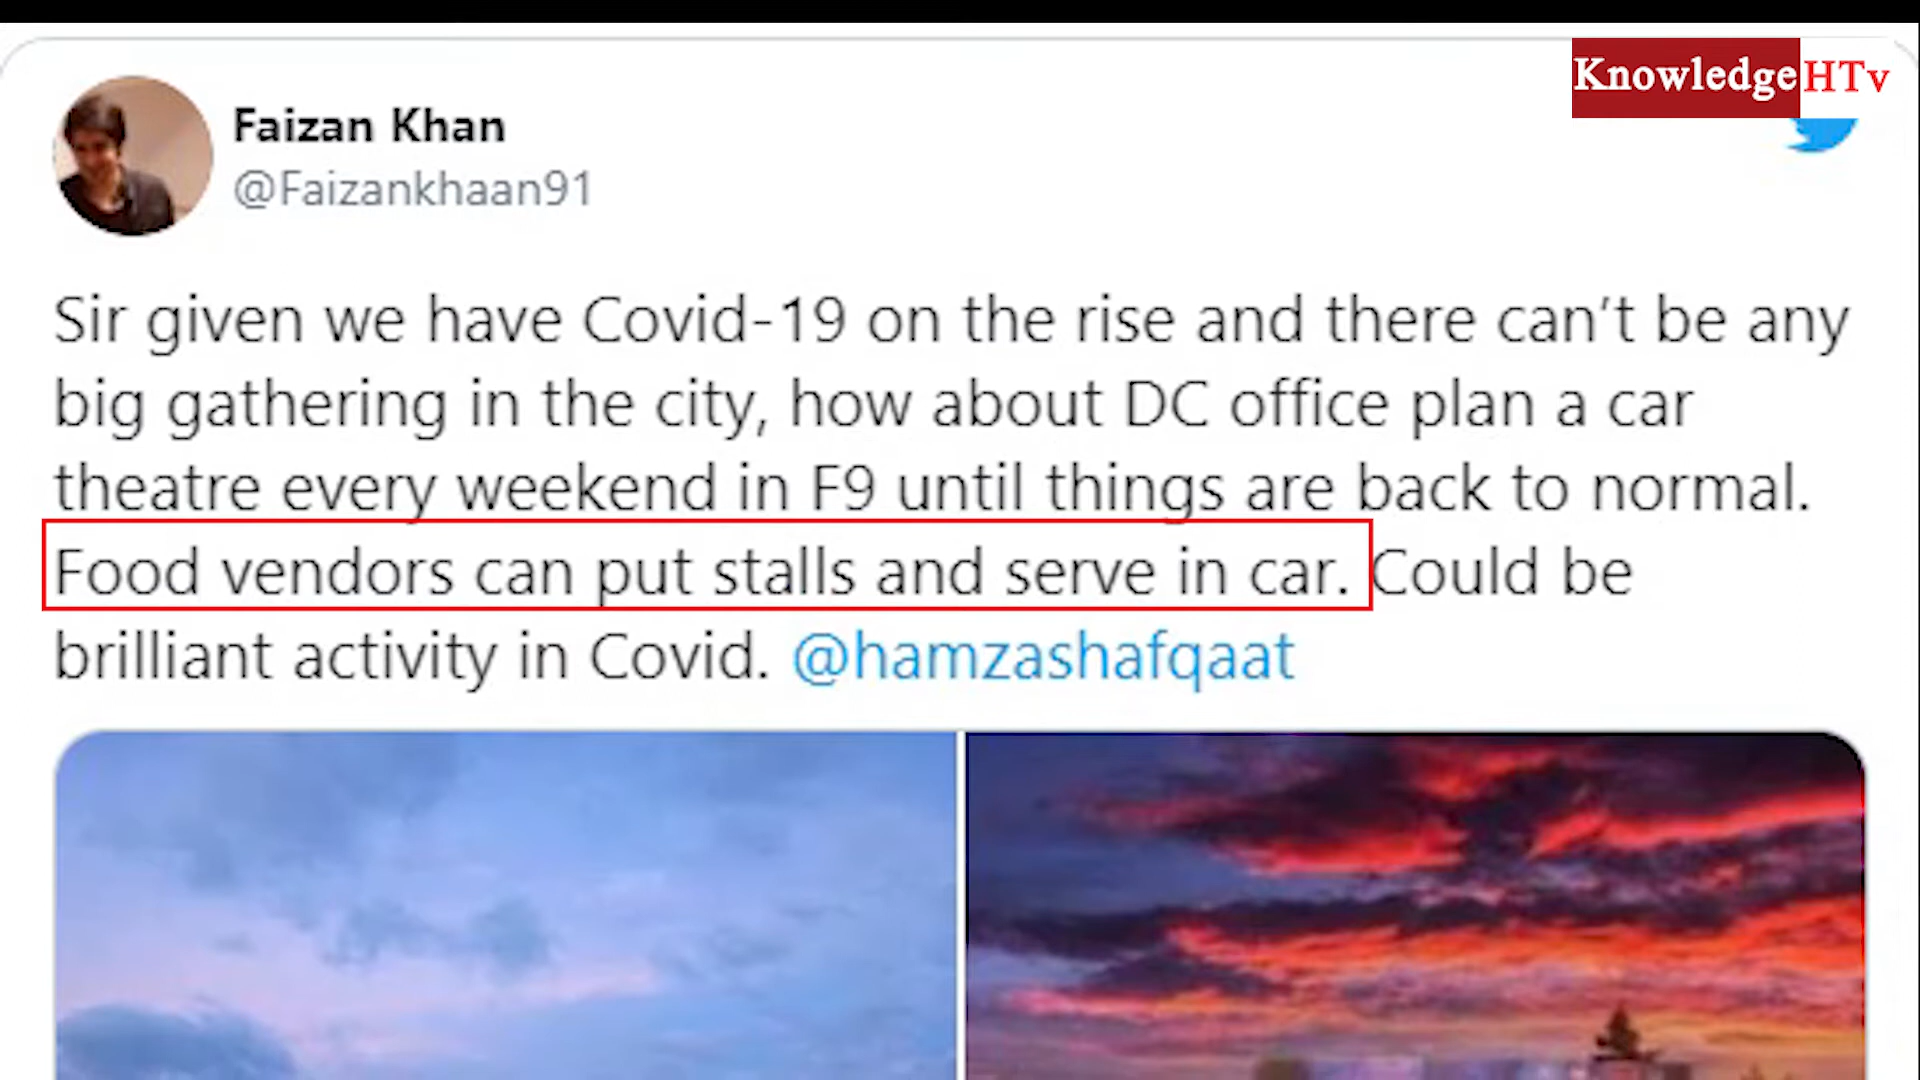 KnowledgeHTv
Faizan Khan
@Faizankhaan91
Sir given we have Covid-19 on the rise and there can't be any
big gathering in the city, how about DC office plan a car
theatre every weekend in F9 until things are back to normal.
Food vendors can put stalls and serve in car. Could be
brilliant activity in Covid. @hamzashafqaat